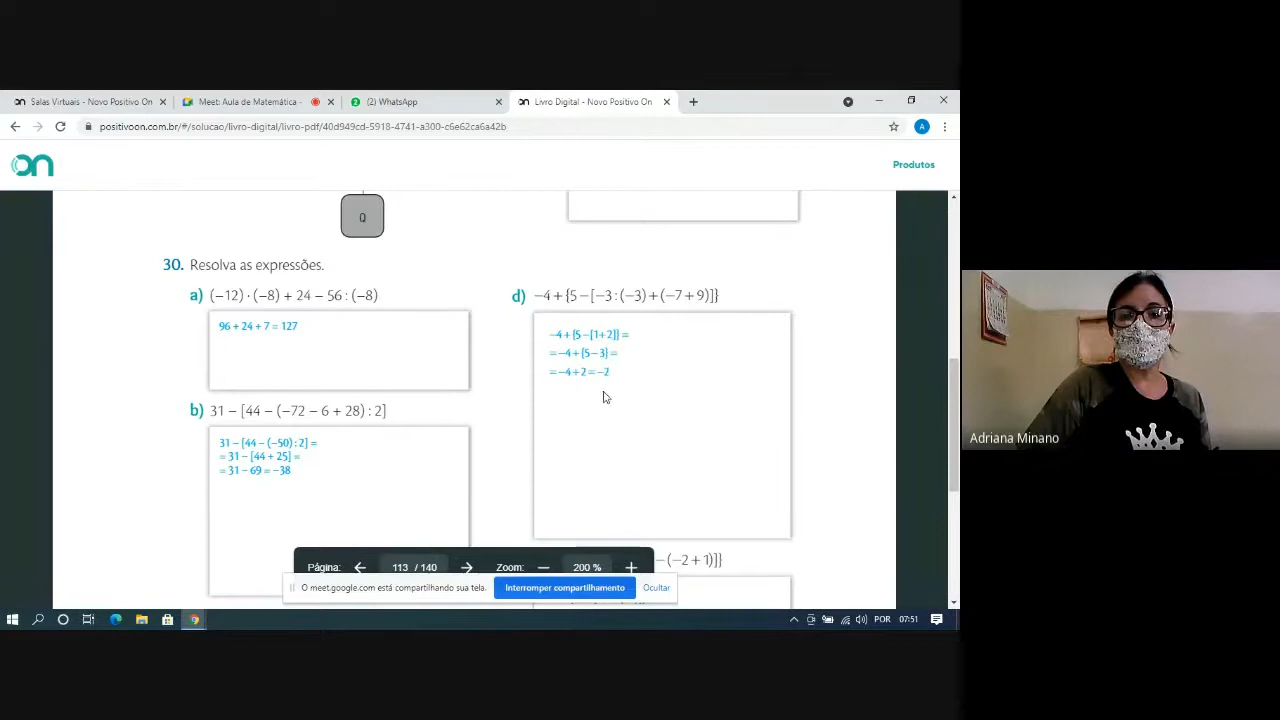 Salas Virtuais - Novo Positivo On
Meet: Aula de Matemática -
(2) WhatsApp
Livro Digital - Novo Positivo On
positivoon.com.br/#/solucao/livro-digital/livro-pdf/40d949cd-5918-4741-a300-c6e62ca6a42b
A
on
Produtos
Q
30. Resolva as expressões.
a) (−12) · (−8) + 24 − 56 : (−8)
96 + 24 + 7 = 127
b) 31 − [44 − (−72 − 6 + 28) : 2]
31 − [44 − (−50) : 2] =
= 31 − [44 + 25] =
= 31 − 69 = −38
d) −4 + {5 − [−3 : (−3) + (−7 + 9)]}
−4 + {5 − [1 + 2]} =
= −4 + {5 − 3} =
= −4 + 2 = −2
− (−2 + 1)]}
Página: 113 / 140 Zoom: 200 %
O meet.google.com está compartilhando sua tela. Interromper compartilhamento Ocultar
POR 07:51
Adriana Minano